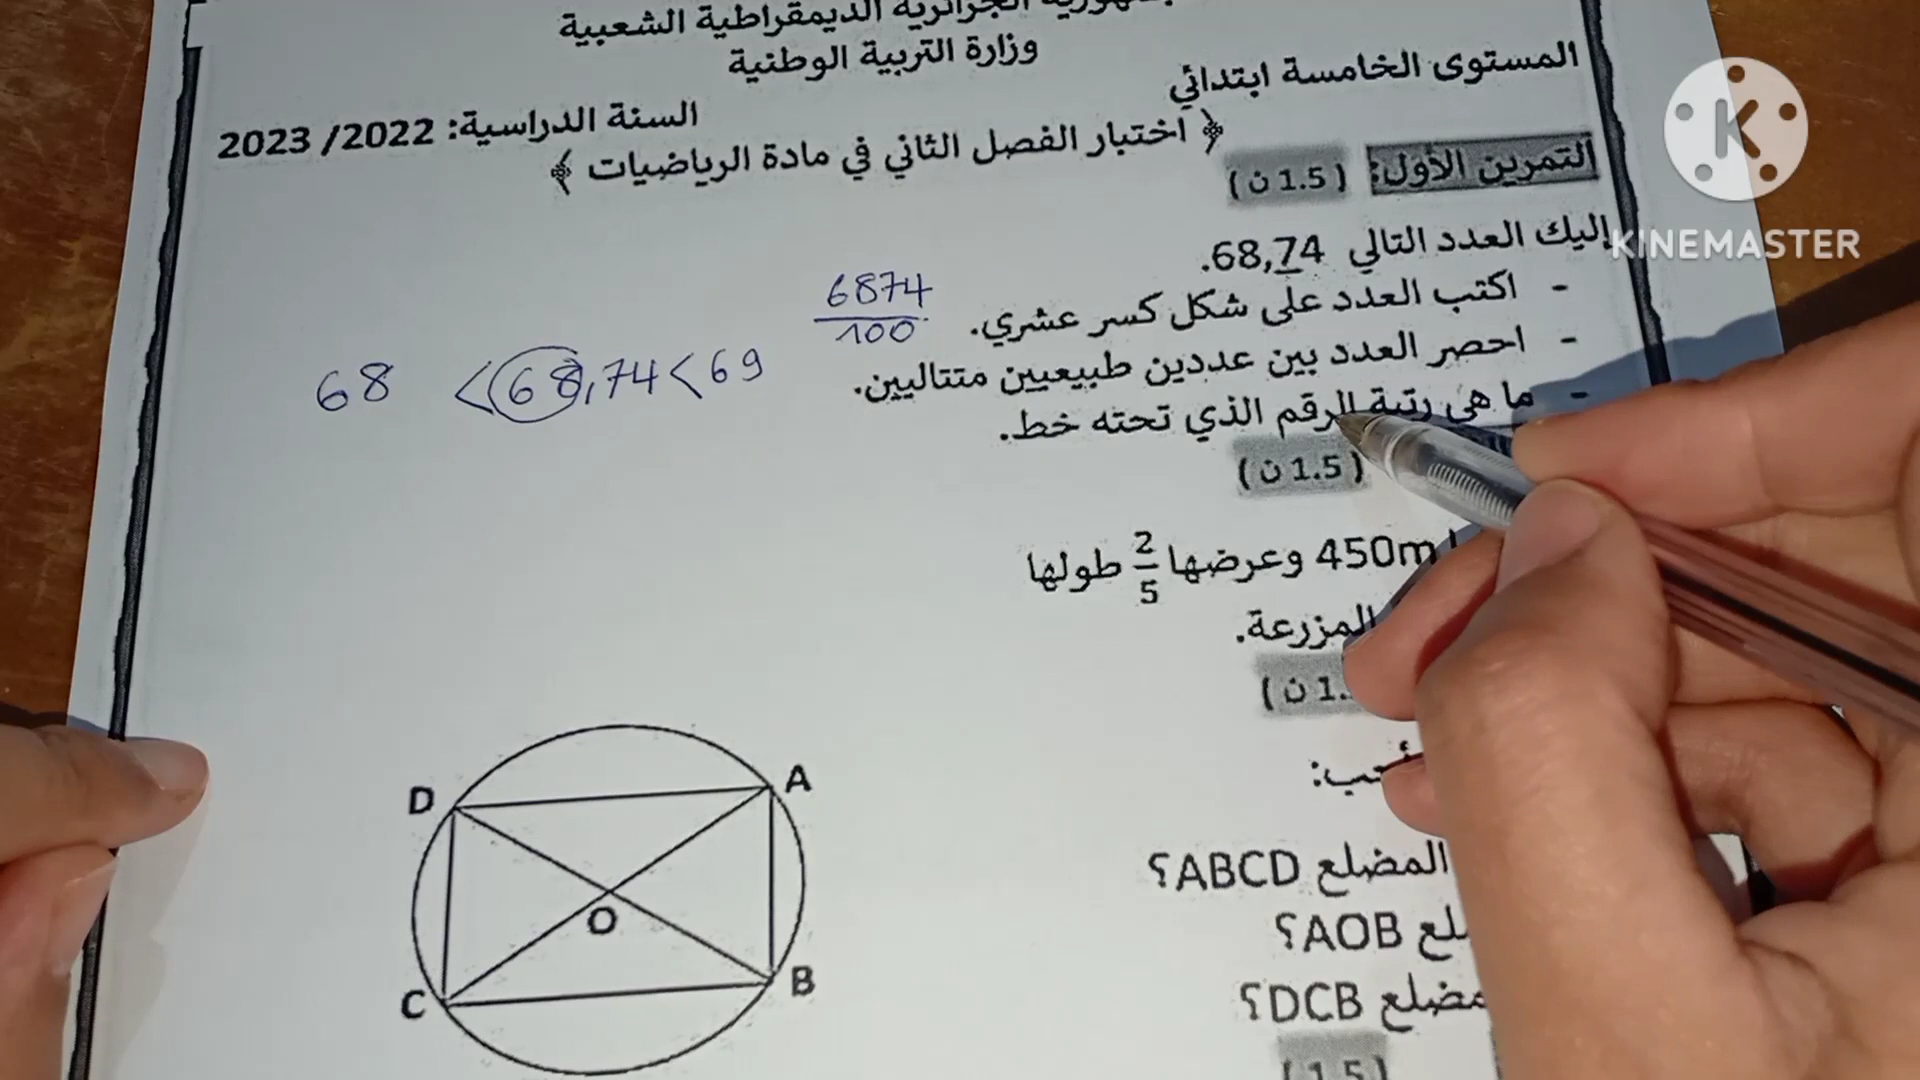 الجزائرية الديمقراطية الشعبية
وزارة التربية الوطنية
المستوى الخامسة ابتدائي
السنة الدراسية: 2022/ 2023
﴿ اختبار الفصل الثاني في مادة الرياضيات ﴾
التمرين الأول: ( 1.5 ن )
إليك العدد التالي 68,74.
- اكتب العدد على شكل كسر عشري.
6874
100
- احصر العدد بين عددين طبيعيين متتاليين.
68 < 68,74 < 69
- ما هي رتبة الرقم الذي تحته خط.
( 1.5 ن )
450m وعرضها 2/5 طولها
المزرعة.
المضلع ABCD؟
AOB؟
DCB؟
D
A
O
C
B
K
KINEMASTER